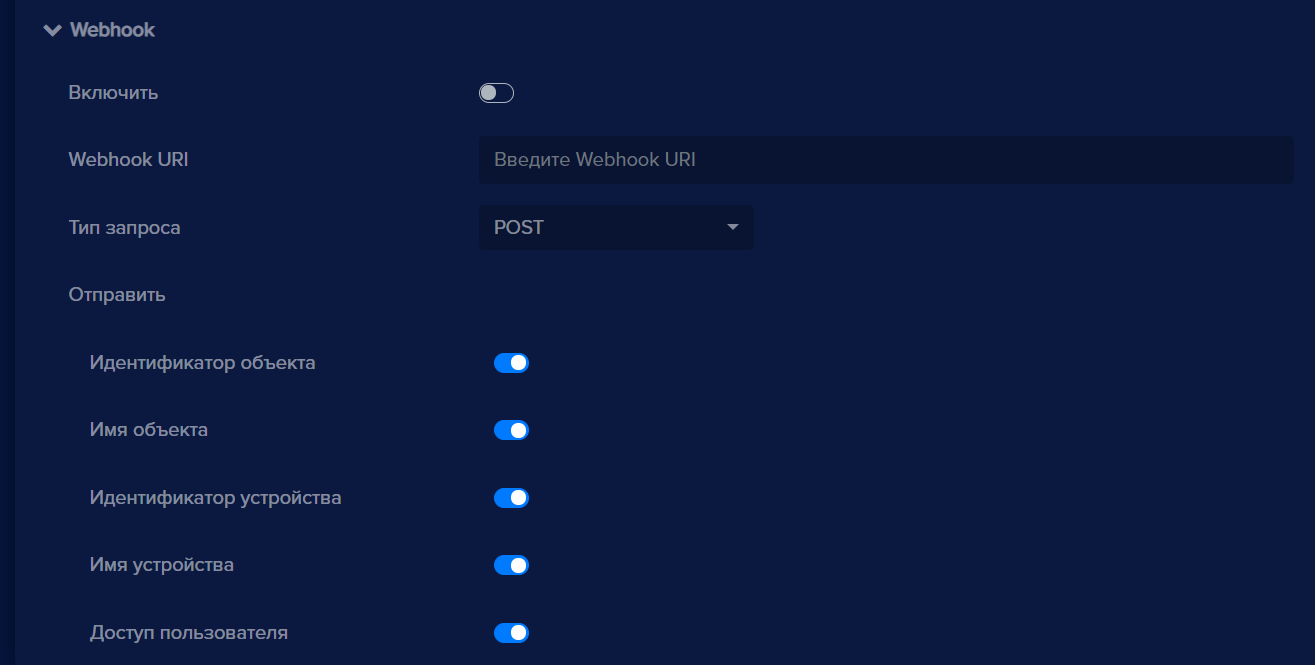 Webhook
Включить
Webhook URI
Введите Webhook URI
Тип запроса
POST
Отправить
Идентификатор объекта
Имя объекта
Идентификатор устройства
Имя устройства
Доступ пользователя